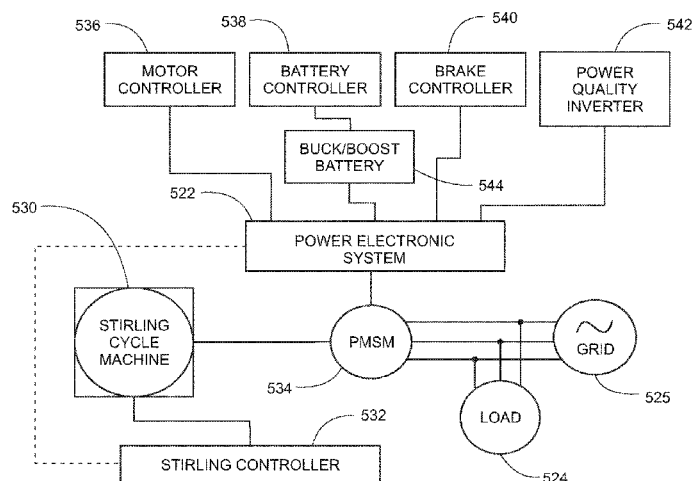 536
538
540
542
MOTOR
CONTROLLER
BATTERY
CONTROLLER
BRAKE
CONTROLLER
POWER
QUALITY
INVERTER
BUCK/BOOST
BATTERY
544
522
530
POWER ELECTRONIC
SYSTEM
STIRLING
CYCLE
MACHINE
PMSM
534
GRID
525
LOAD
524
532
STIRLING CONTROLLER